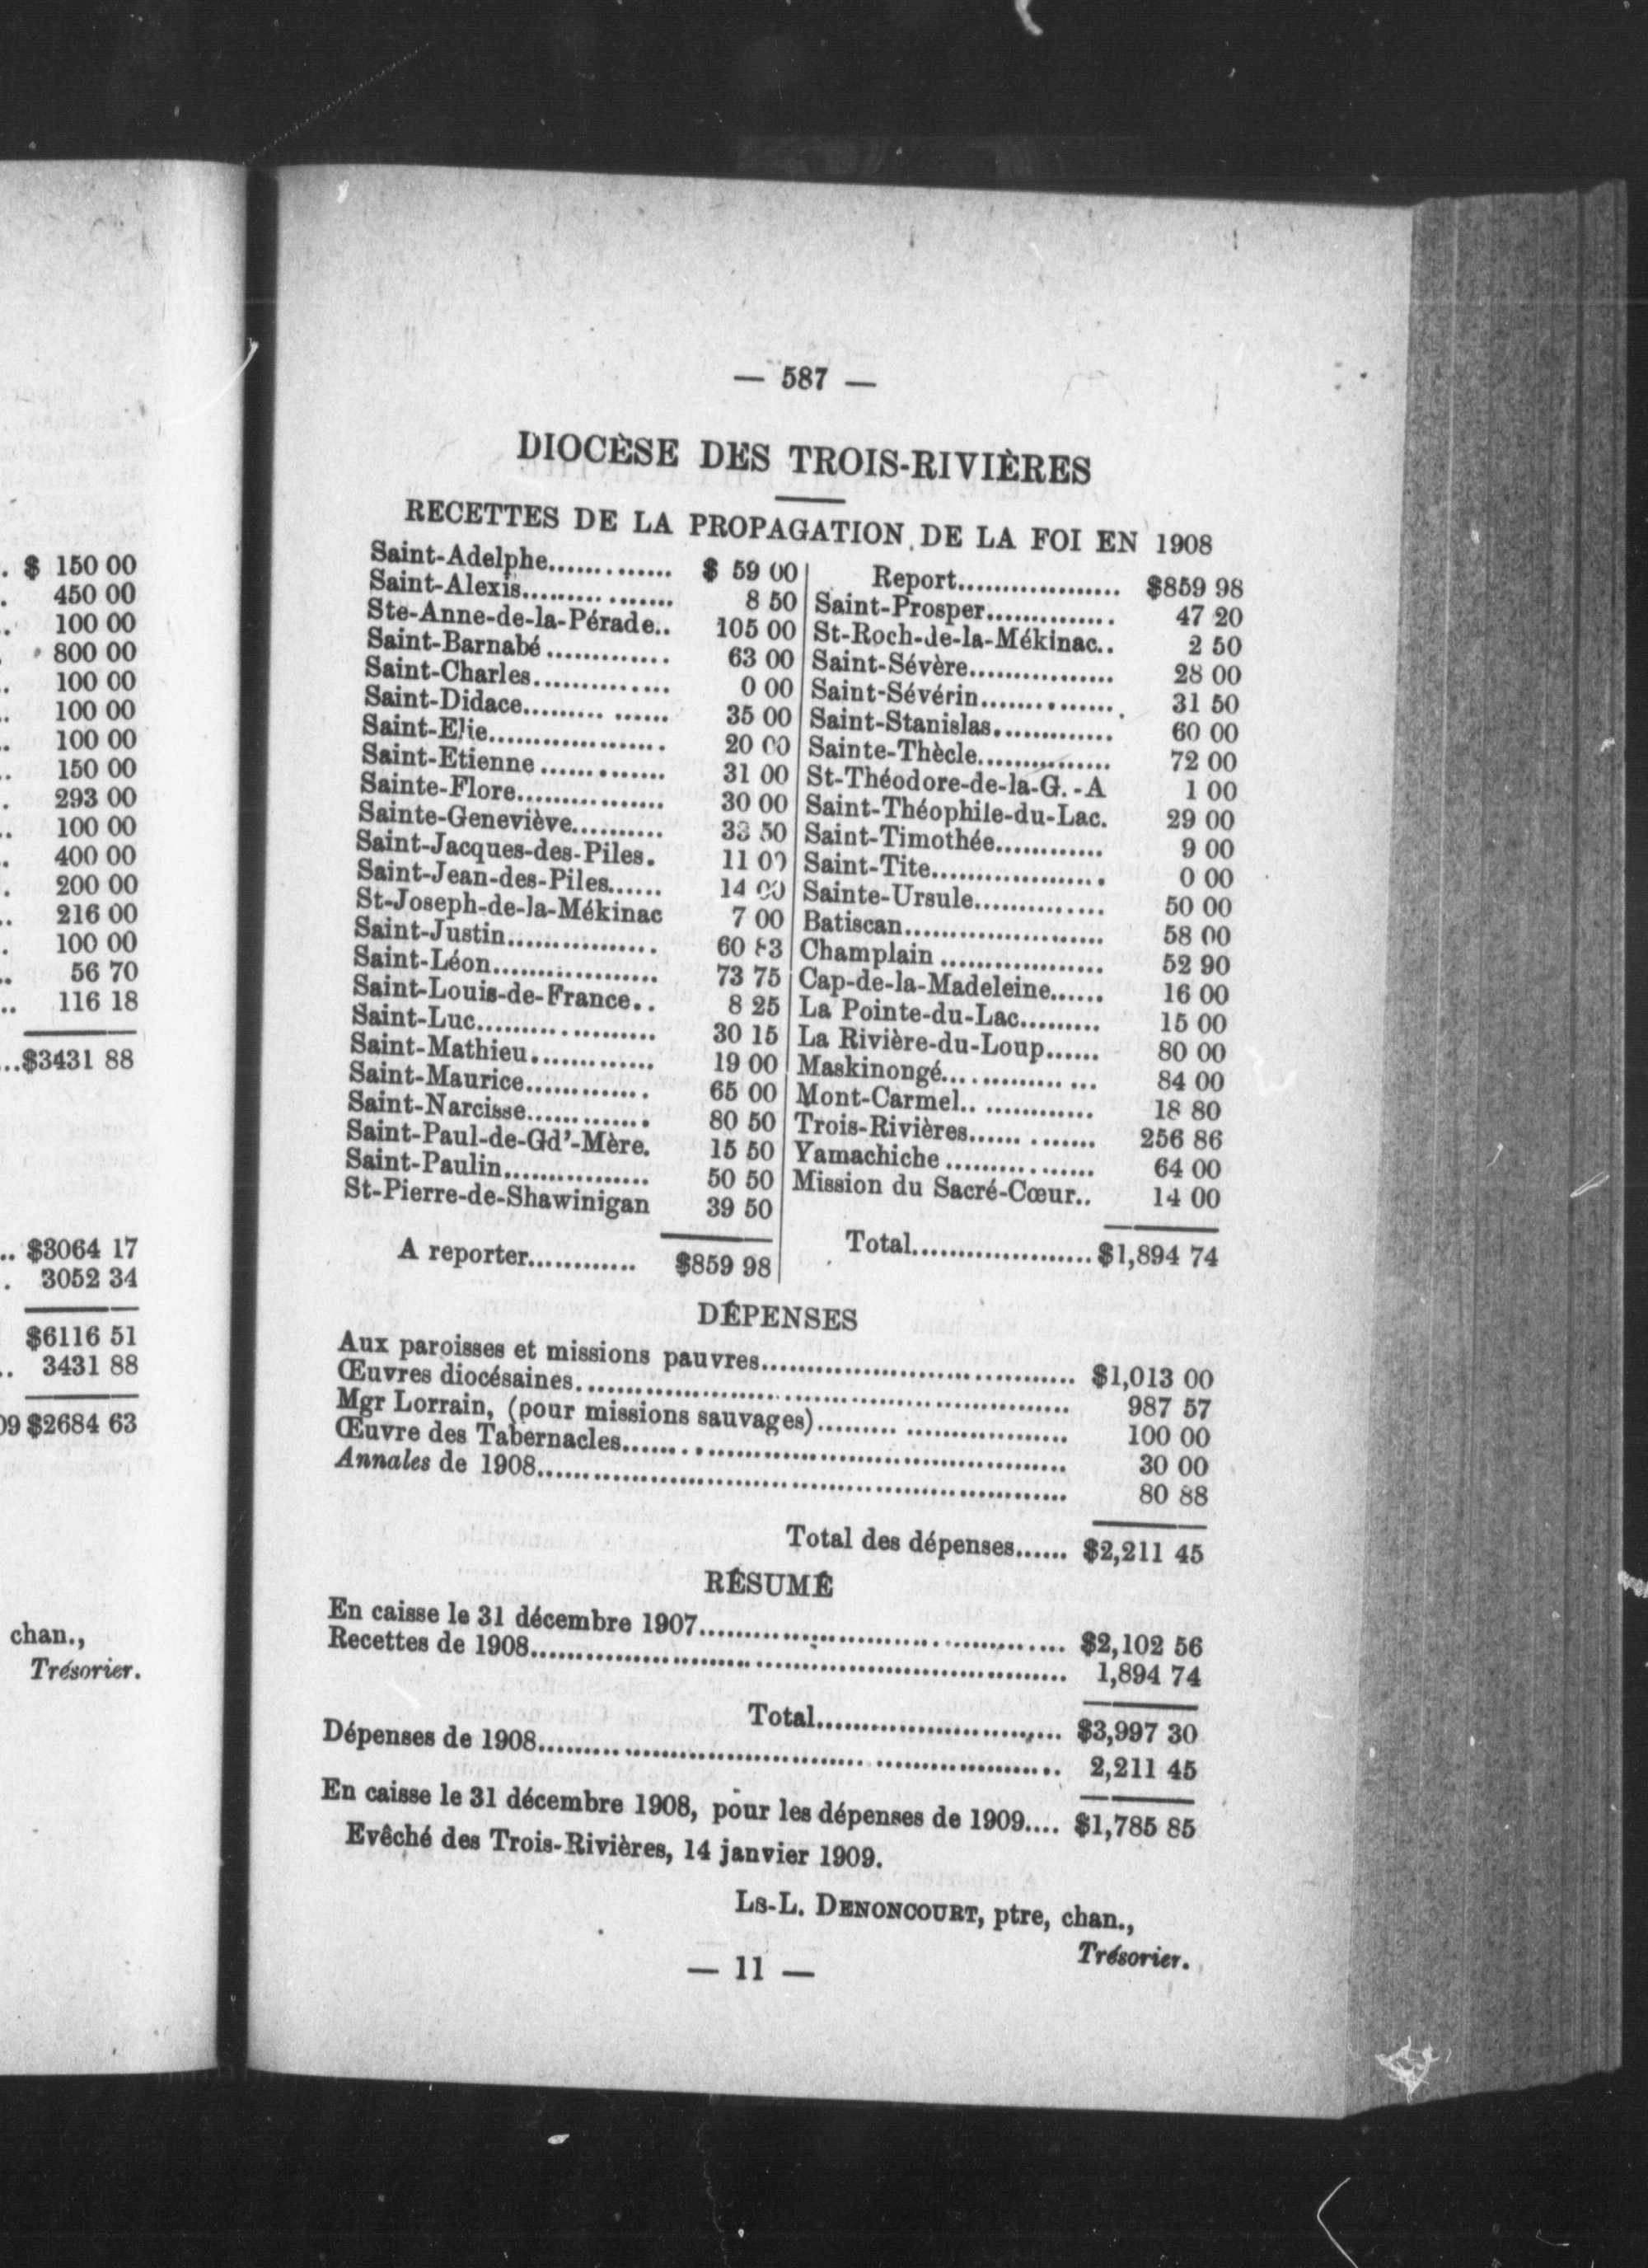 . $ 150 00
. 450 00
.. 100 00
. 800 00
.. 100 00
.. 100 00
.. 100 00
.. 150 00
. 293 00
.. 100 00
. 400 00
. 200 00
.. 216 00
. 100 00
.. 56 70
.. 116 18
...$3431 88
.. $3064 17
. 3052 34
$6116 51
.. 3431 88
09 $2684 63
chan.,
Trésorier.
— 587 —
DIOCÈSE DES TROIS-RIVIÈRES
RECETTES DE LA PROPAGATION DE LA FOI EN 1908
Saint-Adelphe............. $ 59 00
Saint-Alexis................ 8 50
Ste-Anne-de-la-Pérade.. 105 00
Saint-Barnabé ............. 63 00
Saint-Charles.............. 0 00
Saint-Didace......... ...... 35 00
Saint-Elie................... 20 00
Saint-Etienne ............. 31 00
Sainte-Flore................ 30 00
Sainte-Geneviève.......... 33 50
Saint-Jacques-des-Piles. 11 00
Saint-Jean-des-Piles...... 14 00
St-Joseph-de-la-Mékinac 7 00
Saint-Justin................ 60 83
Saint-Léon.................. 73 75
Saint-Louis-de-France.. 8 25
Saint-Luc................... 30 15
Saint-Mathieu............. 19 00
Saint-Maurice............. 65 00
Saint-Narcisse............. 80 50
Saint-Paul-de-Gd'-Mère. 15 50
Saint-Paulin................ 50 50
St-Pierre-de-Shawinigan 39 50
A reporter............ $859 98
Report.................. $859 98
Saint-Prosper.............. 47 20
St-Roch-de-la-Mékinac.. 2 50
Saint-Sévère................ 28 00
Saint-Sévérin.............. 31 50
Saint-Stanislas............. 60 00
Sainte-Thècle............... 72 00
St-Théodore-de-la-G.-A 1 00
Saint-Théophile-du-Lac. 29 00
Saint-Timothée............ 9 00
Saint-Tite................... 0 00
Sainte-Ursule.............. 50 00
Batiscan...................... 58 00
Champlain .................. 52 90
Cap-de-la-Madeleine...... 16 00
La Pointe-du-Lac......... 15 00
La Rivière-du-Loup...... 80 00
Maskinongé................. 84 00
Mont-Carmel.. ............ 18 80
Trois-Rivières.............. 256 86
Yamachiche ................ 64 00
Mission du Sacré-Cœur.. 14 00
Total....................$1,894 74
DÉPENSES
Aux paroisses et missions pauvres.................................. $1,013 00
Œuvres diocésaines...................................................... 987 57
Mgr Lorrain, (pour missions sauvages)......... .................. 100 00
Œuvre des Tabernacles................................................ 30 00
Annales de 1908.......................................................... 80 88
Total des dépenses...... $2,211 45
RÉSUMÉ
En caisse le 31 décembre 1907........................................ $2,102 56
Recettes de 1908.......................................................... 1,894 74
Total........................... $3,997 30
Dépenses de 1908......................................................... 2,211 45
En caisse le 31 décembre 1908, pour les dépenses de 1909.... $1,785 85
Evêché des Trois-Rivières, 14 janvier 1909.
Ls-L. DENONCOURT, ptre, chan.,
Trésorier.
— 11 —